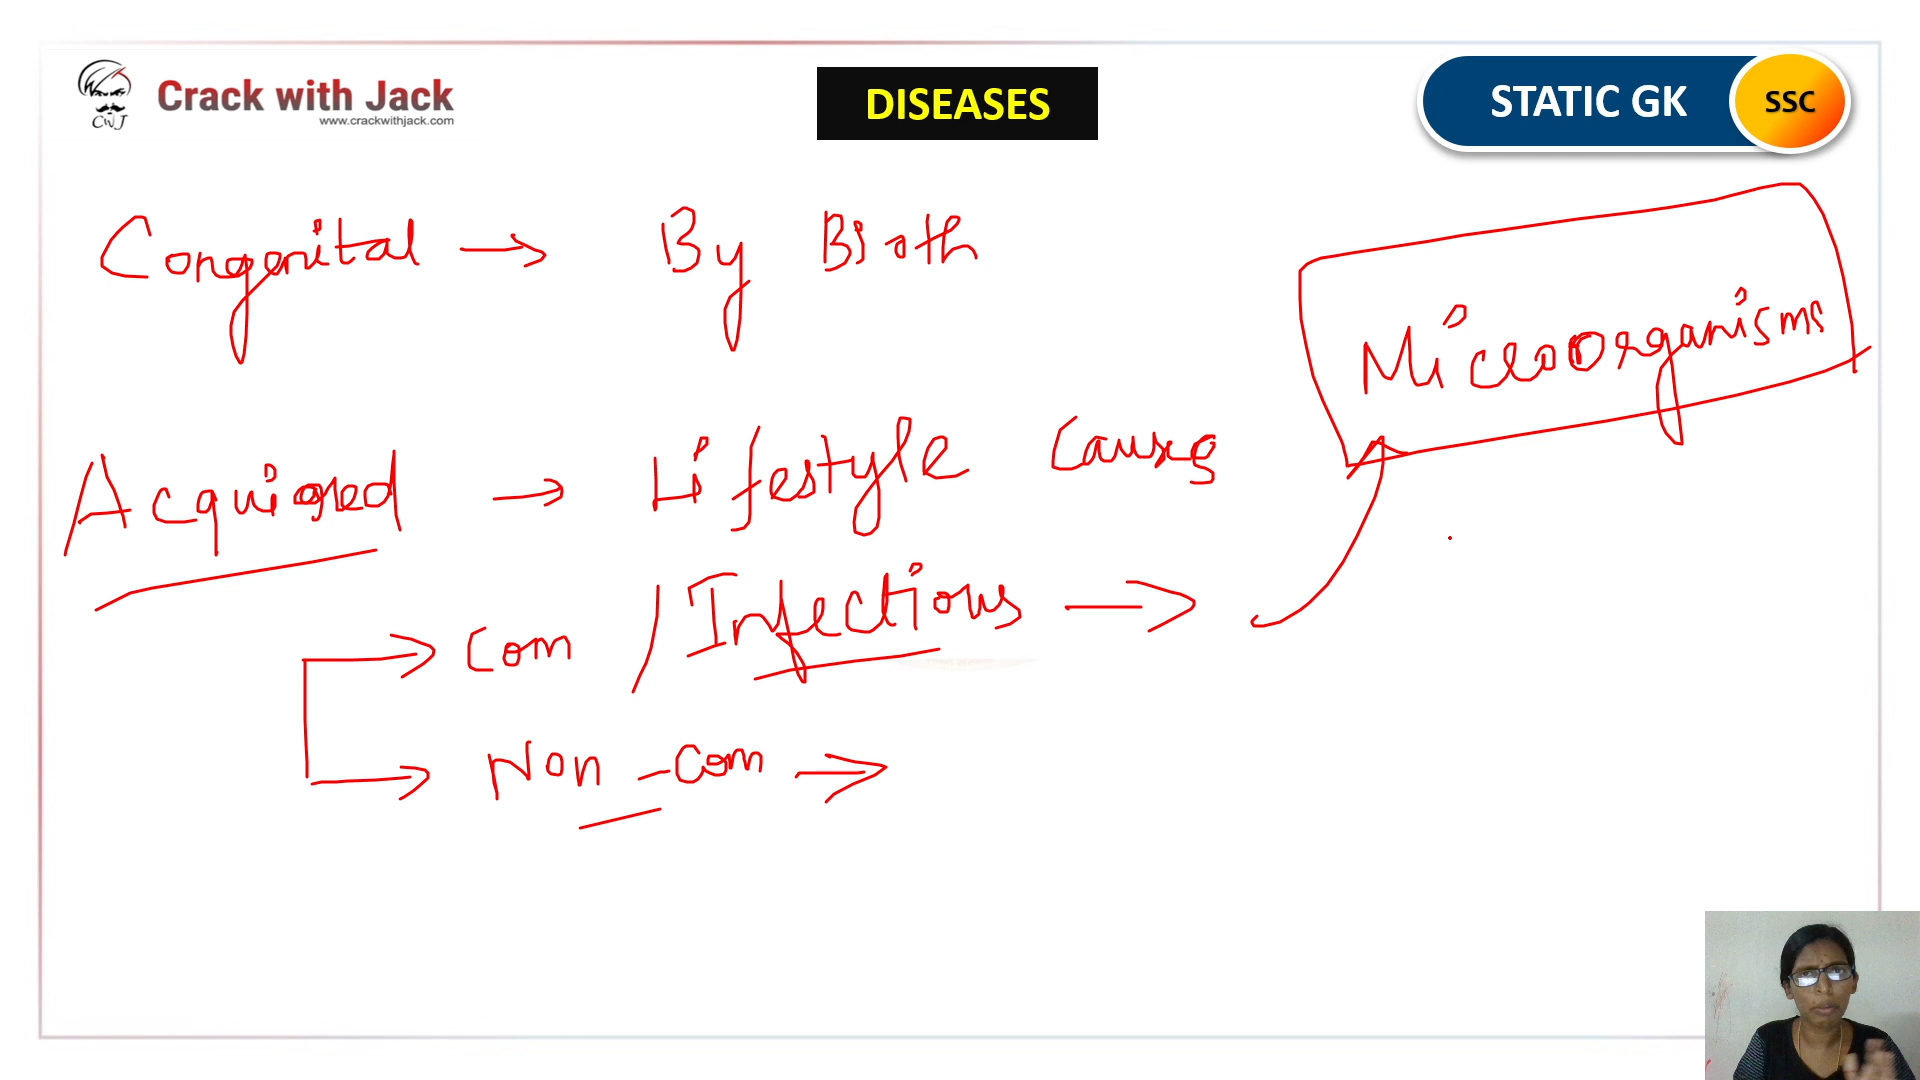 Crack with Jack
www.crackwithjack.com
CWJ
DISEASES
STATIC GK
SSC
Congenital → By Birth
Microorganisms
Acquired → Lifestyle Causes
→ Com / Infectious →
→ Non - Com →